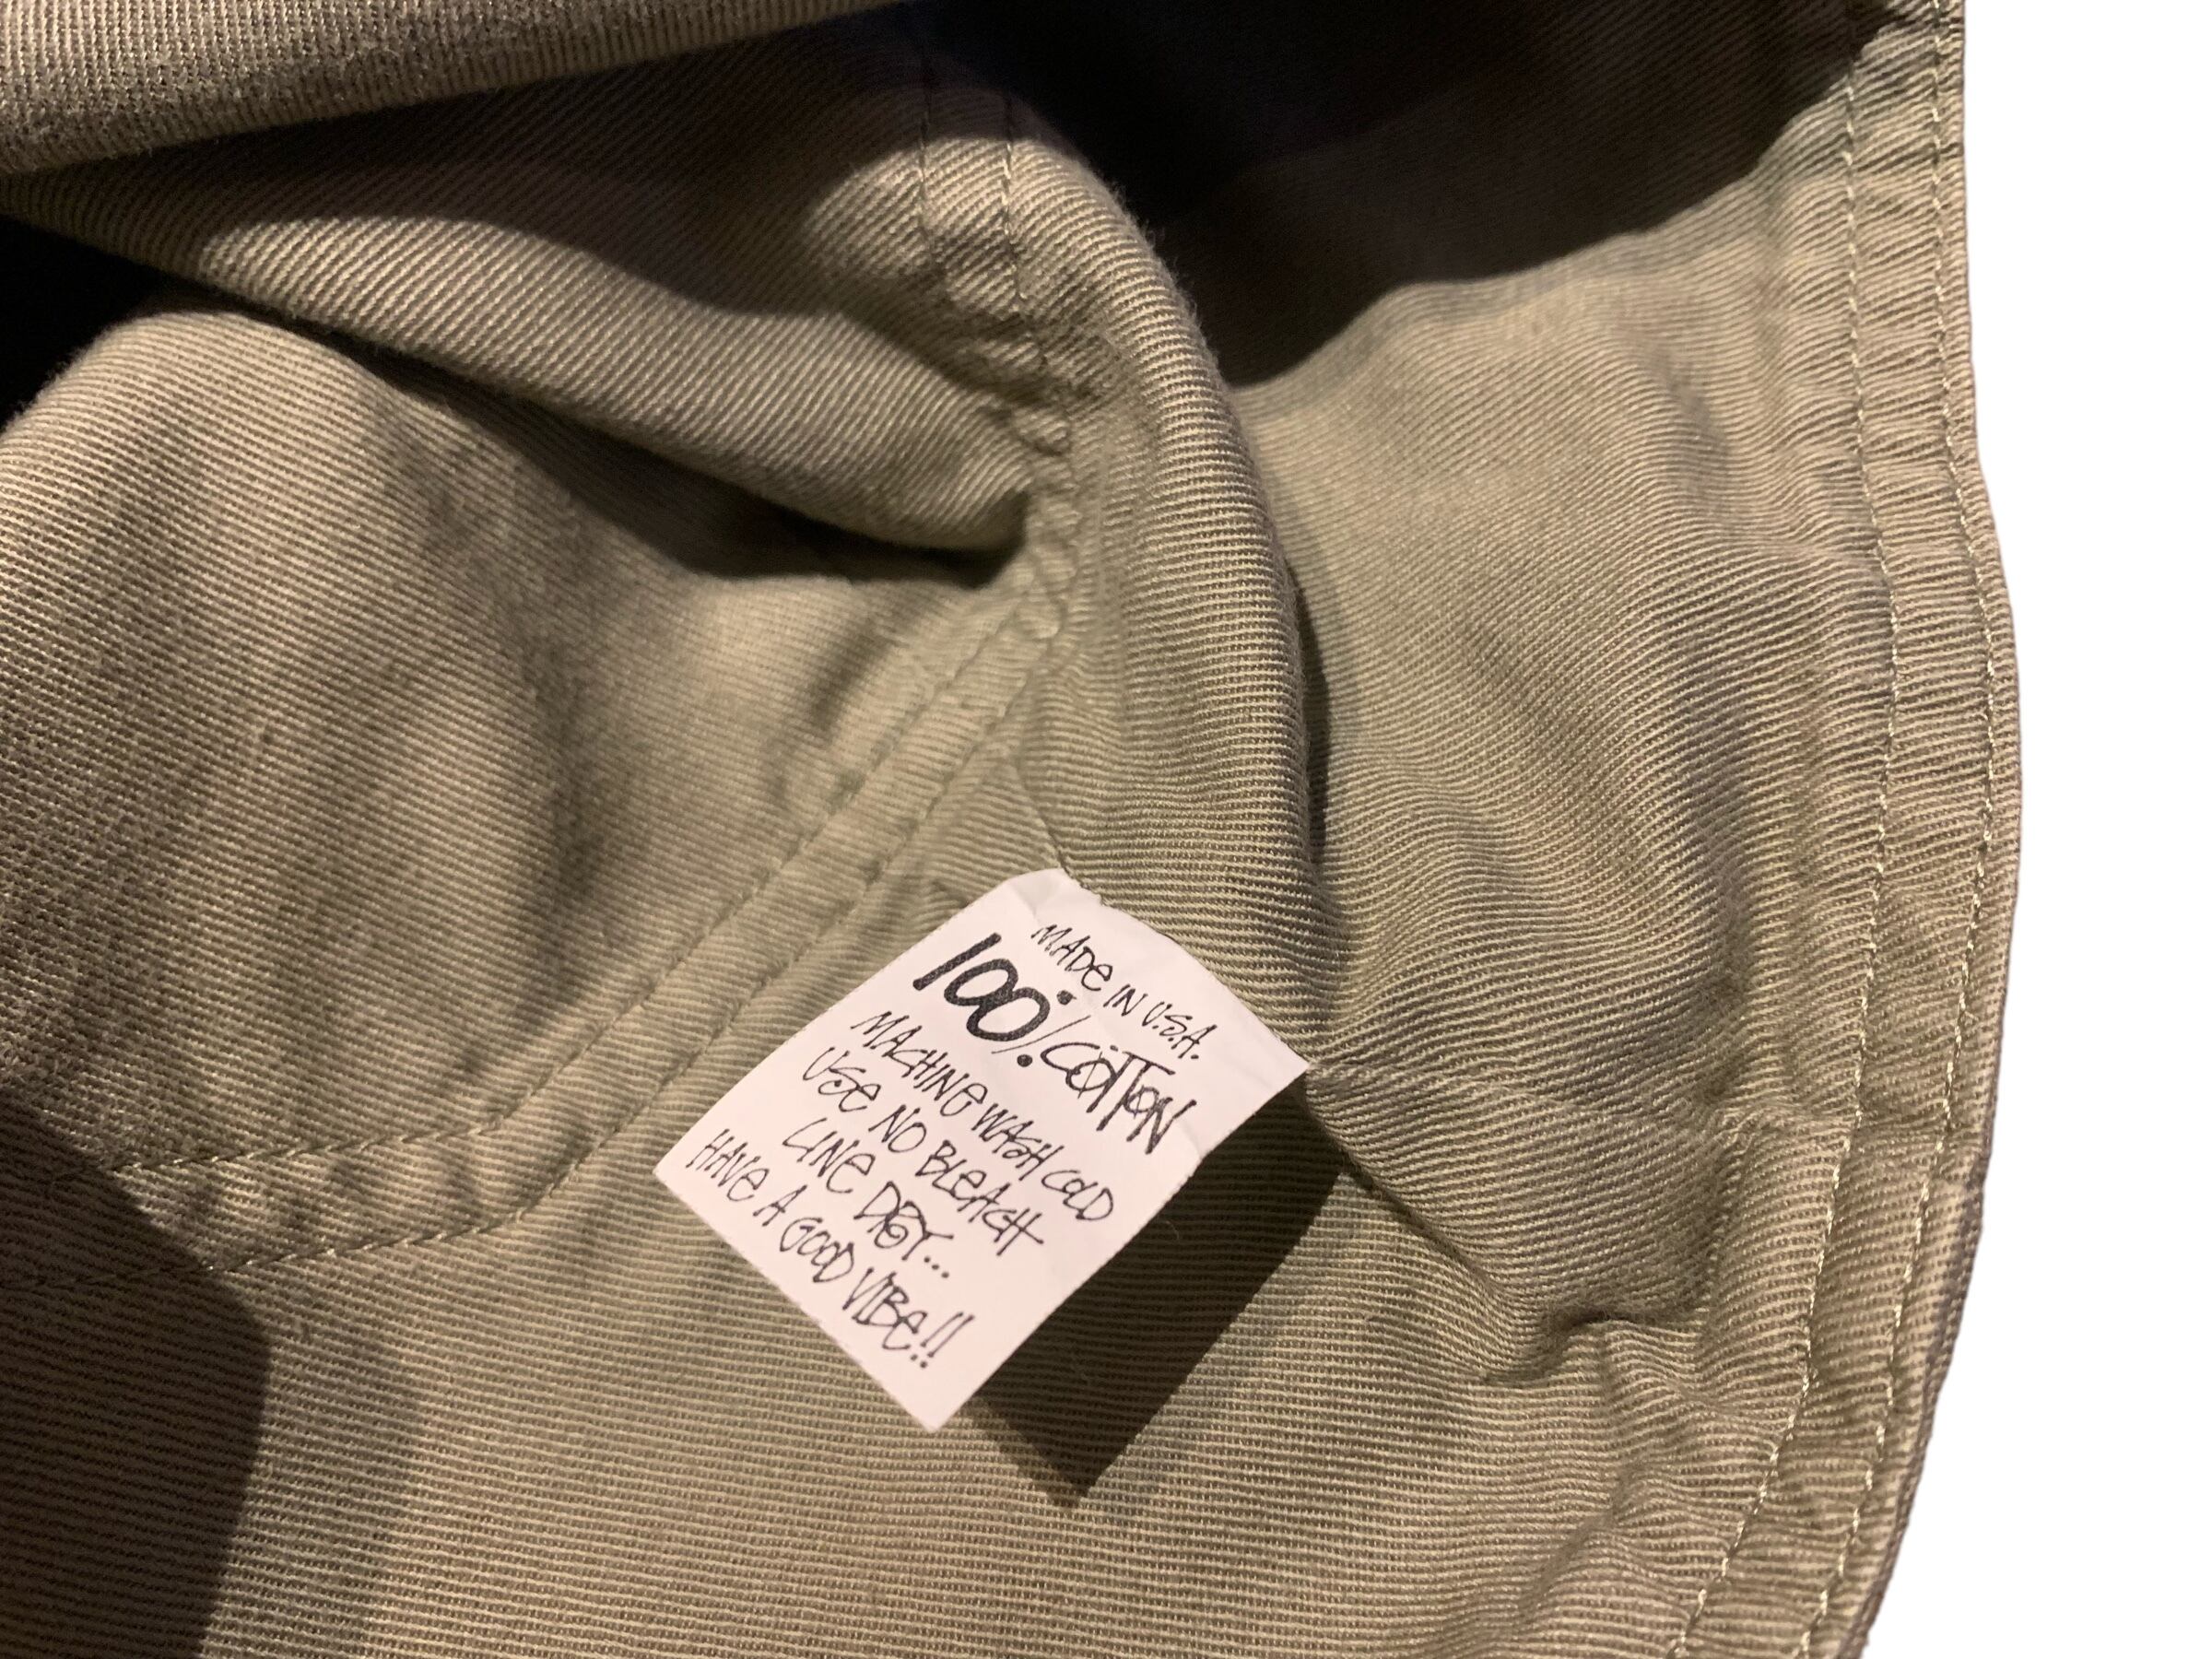 MADE IN U.S.A.
100% COTTON
MACHINE WASH COLD
USE NO BLEACH
LINE DRY...
HAVE A GOOD VIBE!!